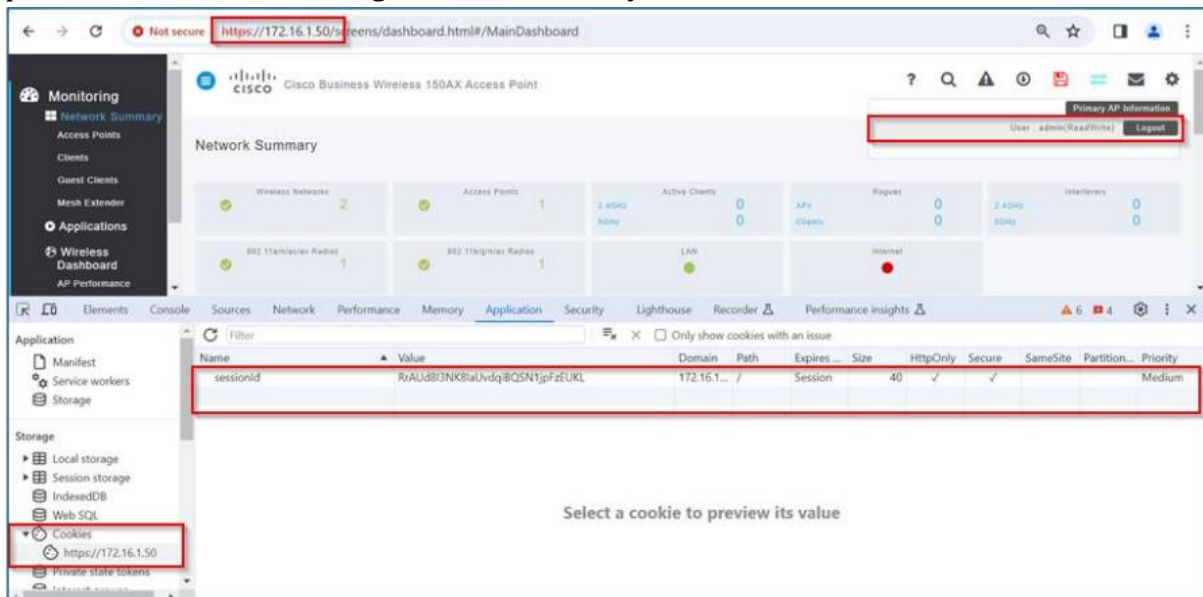 Not secure https://172.16.1.50/screens/dashboard.html#/MainDashboard
CISCO Cisco Business Wireless 150AX Access Point
Primary AP Information
User : admin(ReadWrite) Logout
Monitoring
Network Summary
Access Points
Clients
Guest Clients
Mesh Extender
Applications
Wireless
Dashboard
AP Performance
Network Summary
Wireless Networks
2
Access Points
1
Active Clients
2.4GHz 0
5GHz 0
Rogues
APs 0
Clients 0
Interferers
2.4GHz 0
5GHz 0
802.11am/ac/ax Radios
1
802.11b/g/n/ax Radios
1
LAN
Internet
Elements Console Sources Network Performance Memory Application Security Lighthouse Recorder Performance insights 6 4
Application
Manifest
Service workers
Storage
Storage
Local storage
Session storage
IndexedDB
Web SQL
Cookies
https://172.16.1.50
Private state tokens
Filter Only show cookies with an issue
Name Value Domain Path Expires ... Size HttpOnly Secure SameSite Partition... Priority
sessionId 172.16.1... / Session 40 ✓ ✓ Medium
Select a cookie to preview its value